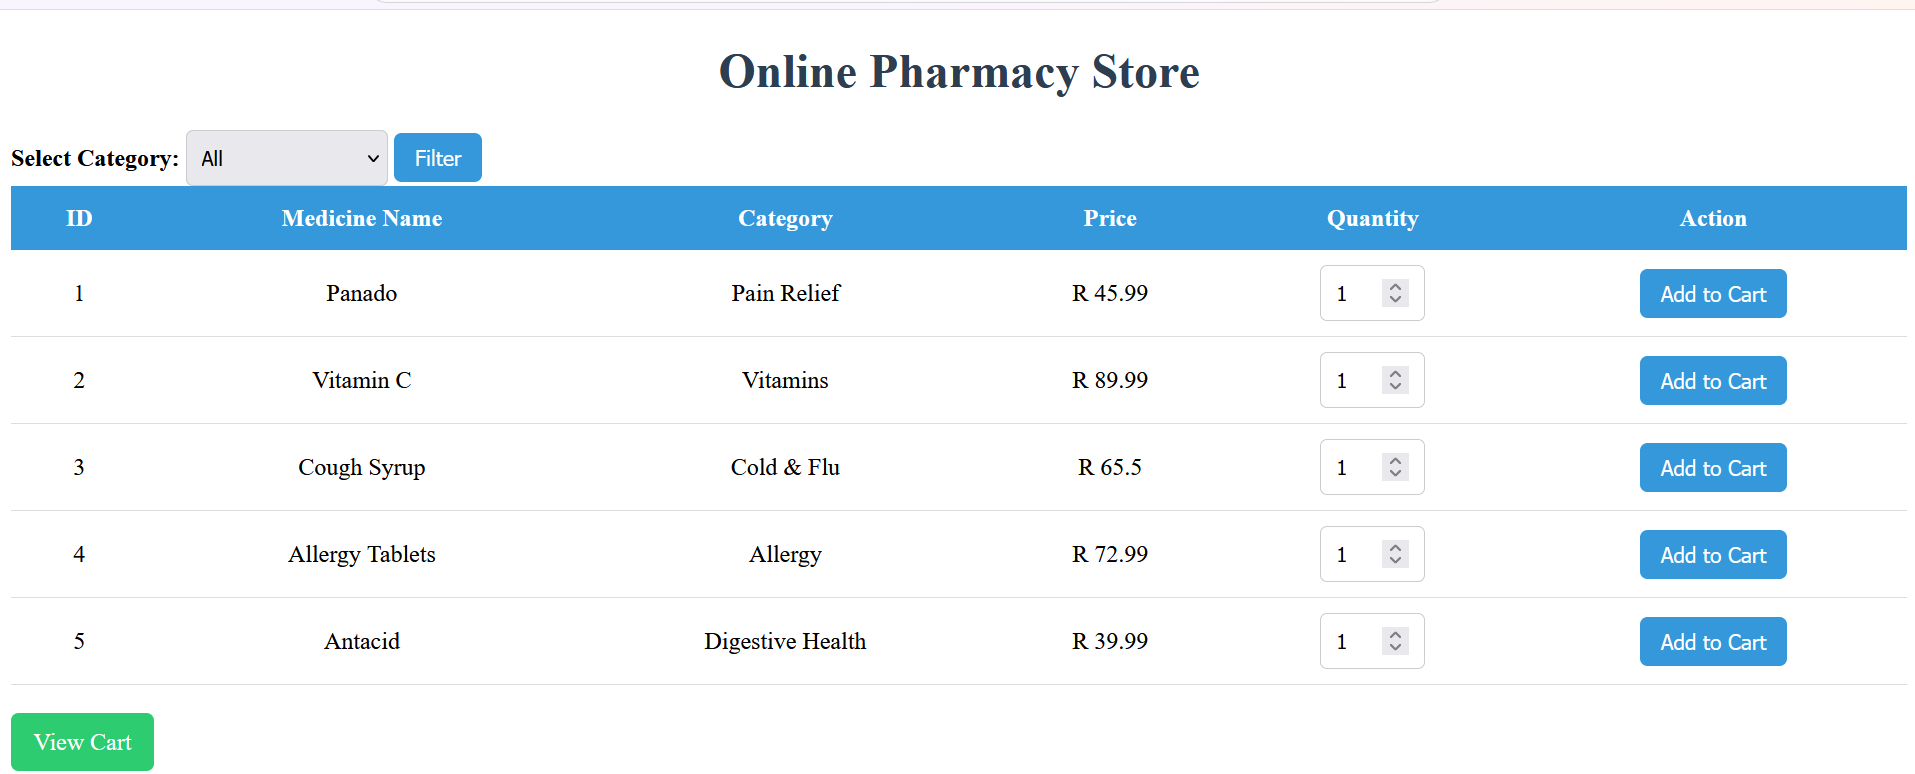 Online Pharmacy Store
Select Category: All Filter
ID Medicine Name Category Price Quantity Action
1 Panado Pain Relief R 45.99 1 Add to Cart
2 Vitamin C Vitamins R 89.99 1 Add to Cart
3 Cough Syrup Cold & Flu R 65.5 1 Add to Cart
4 Allergy Tablets Allergy R 72.99 1 Add to Cart
5 Antacid Digestive Health R 39.99 1 Add to Cart
View Cart